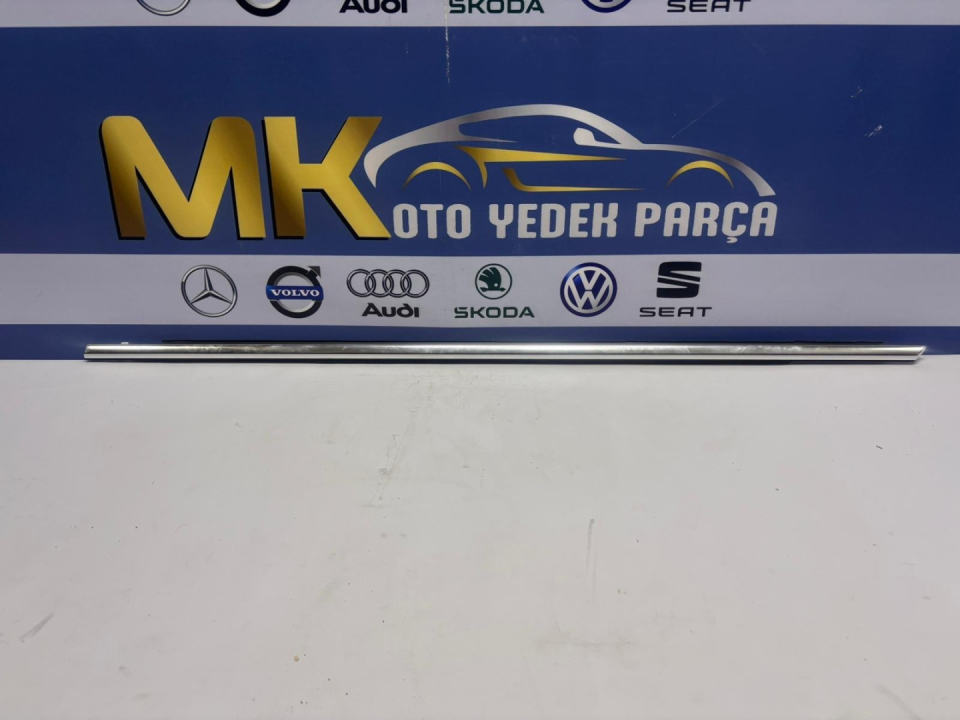 Audi SKODA SEAT
MK OTO YEDEK PARÇA
VOLVO Audi SKODA SEAT